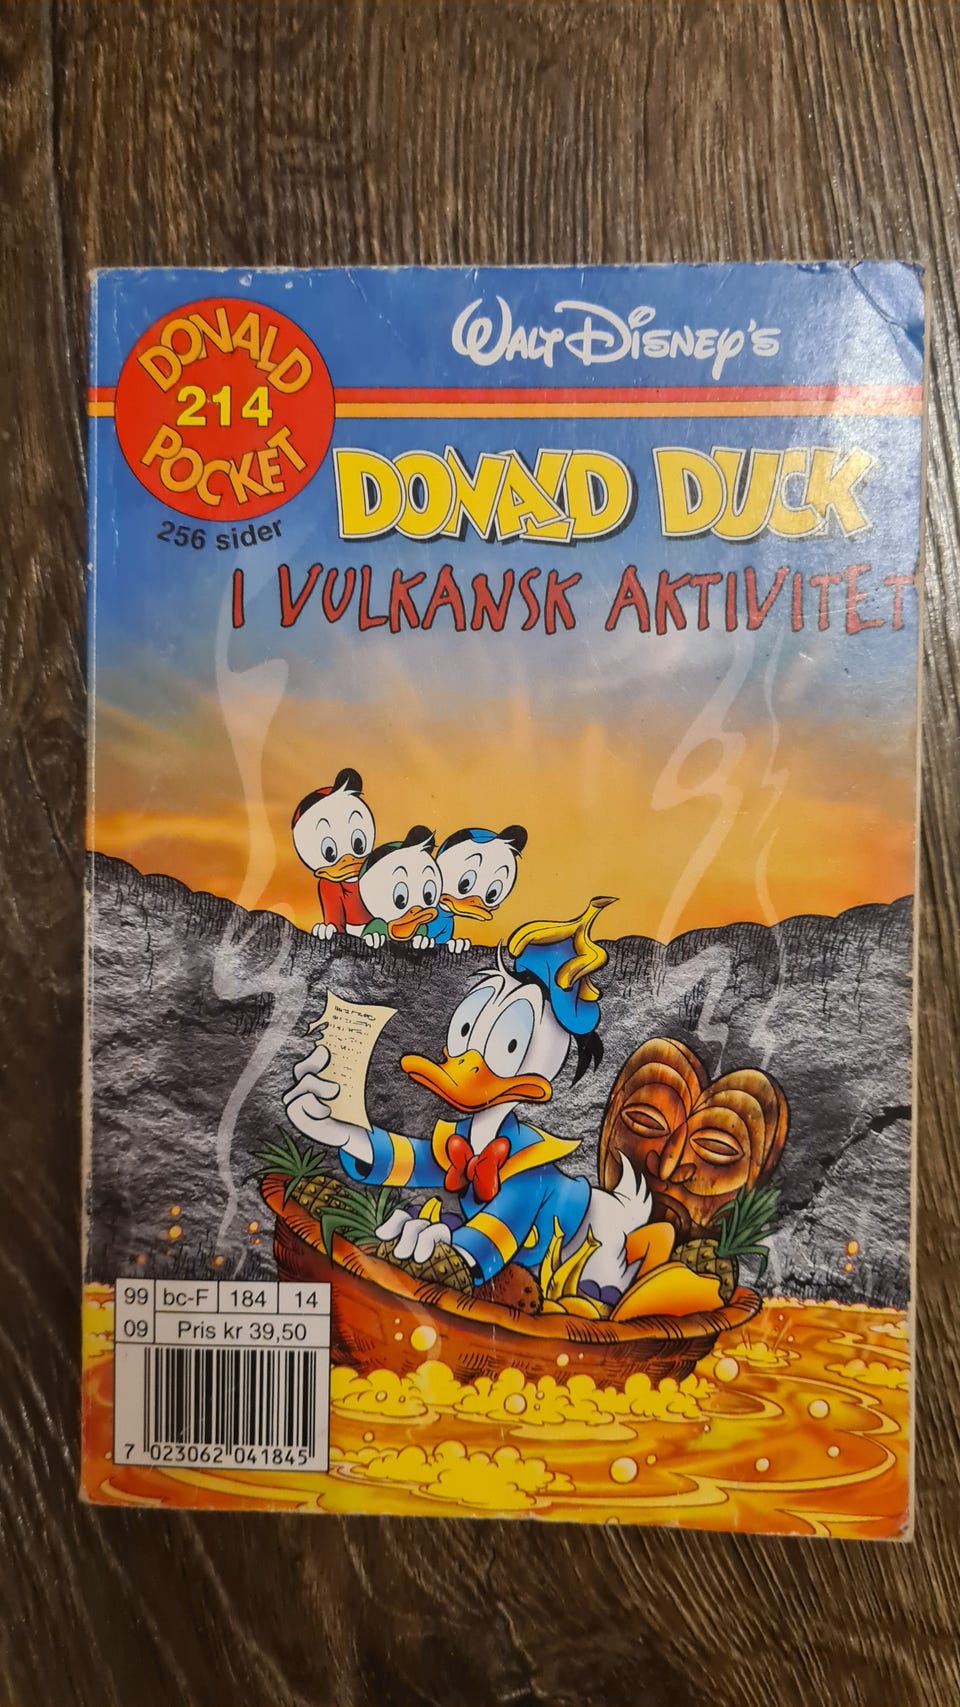 WALT DISNEY'S
DONALD
214
POCKET
256 sider
DONALD DUCK
I VULKANSK AKTIVITET
99 bc-F 184 14
09 Pris kr 39,50
7 023062 041845